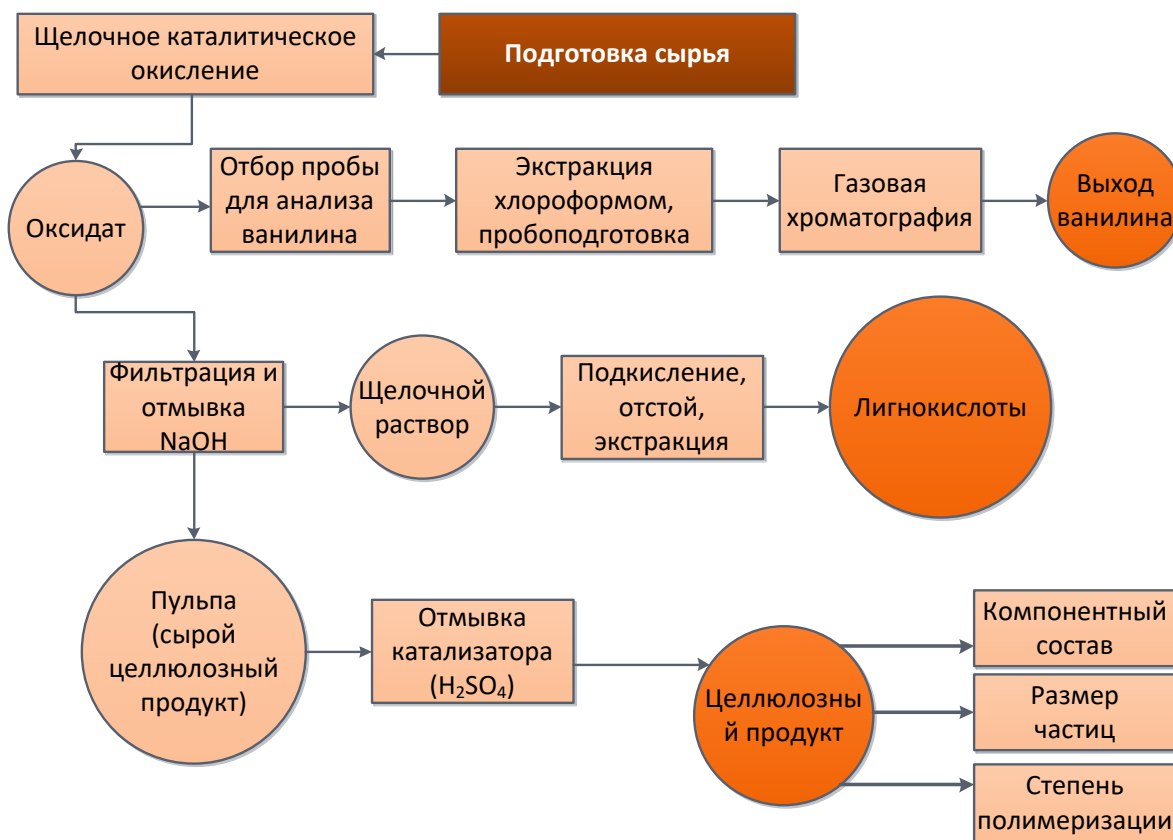 Щелочное каталитическое
окисление
Подготовка сырья
Оксидат
Отбор пробы
для анализа
ванилина
Экстракция
хлороформом,
пробоподготовка
Газовая
хроматография
Выход
ванилина
Фильтрация и
отмывка
NaOH
Щелочной
раствор
Подкисление,
отстой,
экстракция
Лигнокислоты
Пульпа
(сырой
целлюлозный
продукт)
Отмывка
катализатора
(H₂SO₄)
Целлюлозны
й продукт
Компонентный
состав
Размер
частиц
Степень
полимеризации